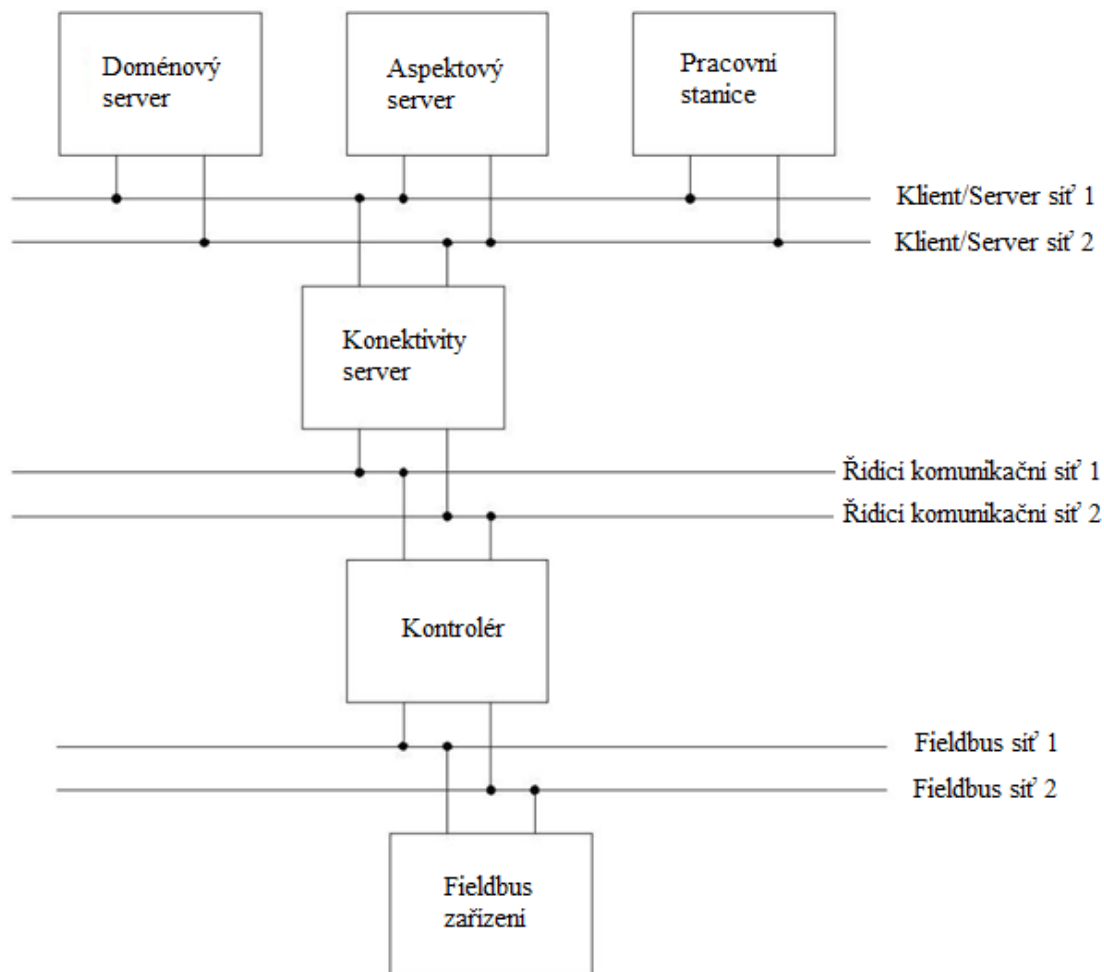 Doménový
server
Aspektový
server
Pracovní
stanice
Klient/Server síť 1
Klient/Server síť 2
Konektivity
server
Řídicí komunikační síť 1
Řídicí komunikační síť 2
Kontrolér
Fieldbus síť 1
Fieldbus síť 2
Fieldbus
zařízení